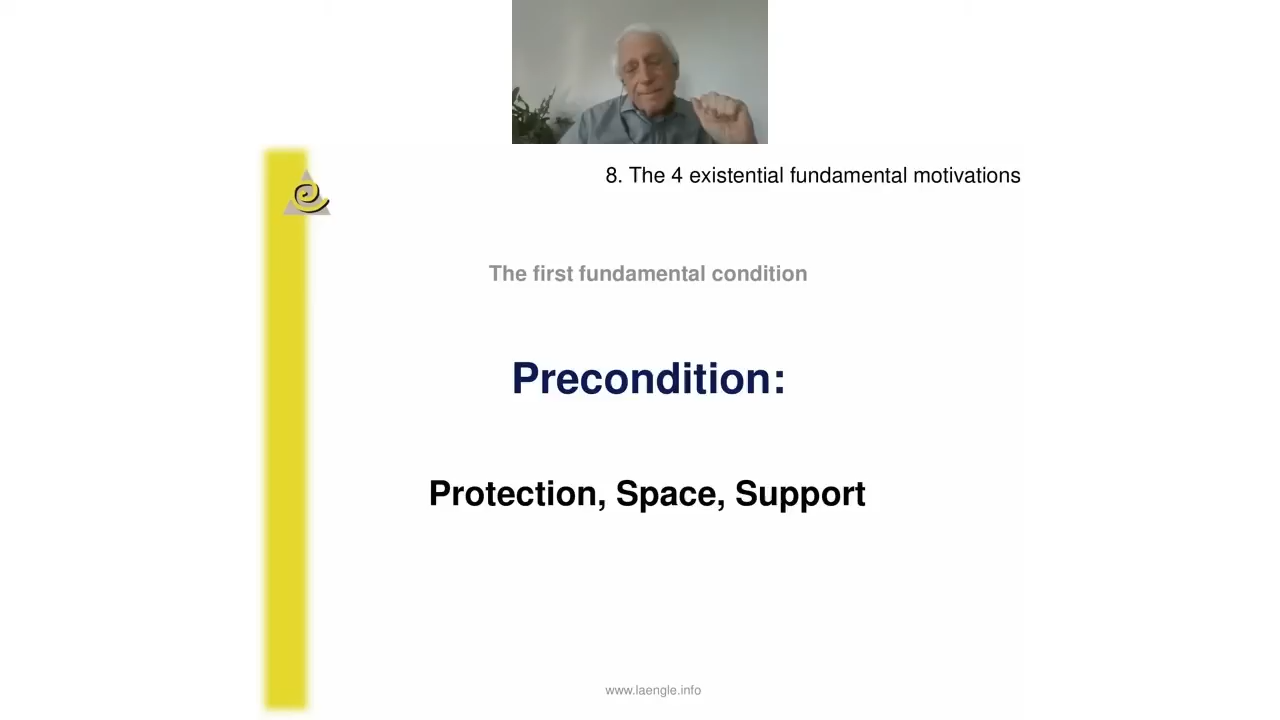 8. The 4 existential fundamental motivations
The first fundamental condition
Precondition:
Protection, Space, Support
www.laengle.info